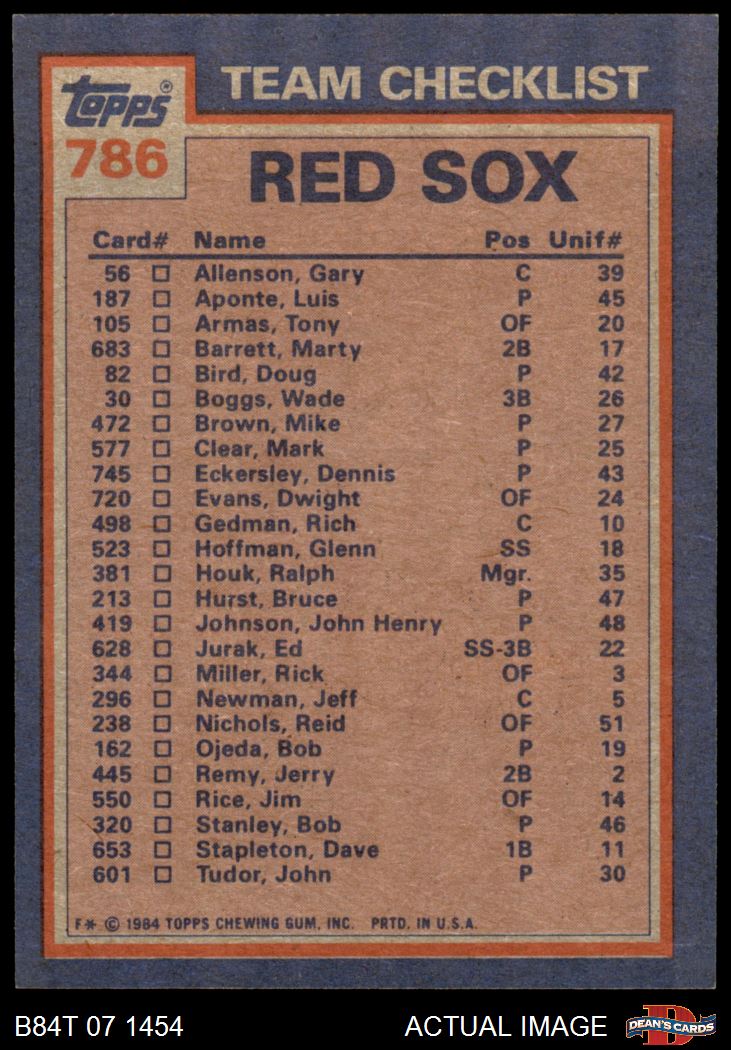 TEAM CHECKLIST
Topps®
786
RED SOX
Card# Name Pos Unif#
56 Allenson, Gary C 39
187 Aponte, Luis P 45
105 Armas, Tony OF 20
683 Barrett, Marty 2B 17
82 Bird, Doug P 42
30 Boggs, Wade 3B 26
472 Brown, Mike P 27
577 Clear, Mark P 25
745 Eckersley, Dennis P 43
720 Evans, Dwight OF 24
498 Gedman, Rich C 10
523 Hoffman, Glenn SS 18
381 Houk, Ralph Mgr. 35
213 Hurst, Bruce P 47
419 Johnson, John Henry P 48
628 Jurak, Ed SS-3B 22
344 Miller, Rick OF 3
296 Newman, Jeff C 5
238 Nichols, Reid OF 51
162 Ojeda, Bob P 19
445 Remy, Jerry 2B 2
550 Rice, Jim OF 14
320 Stanley, Bob P 46
653 Stapleton, Dave 1B 11
601 Tudor, John P 30
F* © 1984 TOPPS CHEWING GUM, INC. PRTD. IN U.S.A.
B84T 07 1454 ACTUAL IMAGE D DEAN'S CARDS